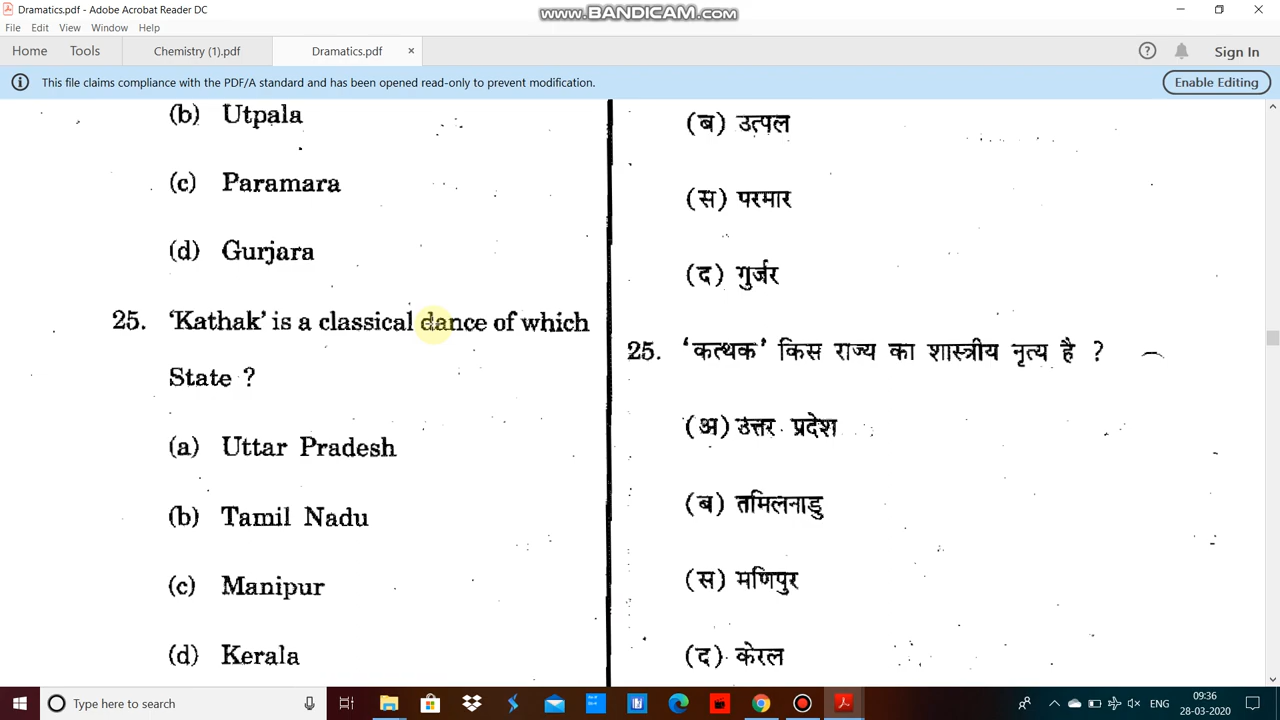 Dramatics.pdf - Adobe Acrobat Reader DC
www.BANDICAM.com
File Edit View Window Help
Home Tools Chemistry (1).pdf Dramatics.pdf × Sign In
This file claims compliance with the PDF/A standard and has been opened read-only to prevent modification. Enable Editing
(b) Utpala
(c) Paramara
(d) Gurjara
25. ‘Kathak’ is a classical dance of which
State ?
(a) Uttar Pradesh
(b) Tamil Nadu
(c) Manipur
(d) Kerala
(ब) उत्पल
(स) परमार
(द) गुर्जर
25. ‘कत्थक’ किस राज्य का शास्त्रीय नृत्य है ?
(अ) उत्तर प्रदेश
(ब) तमिलनाडु
(स) मणिपुर
(द) केरल
Type here to search
ENG
09:36
28-03-2020